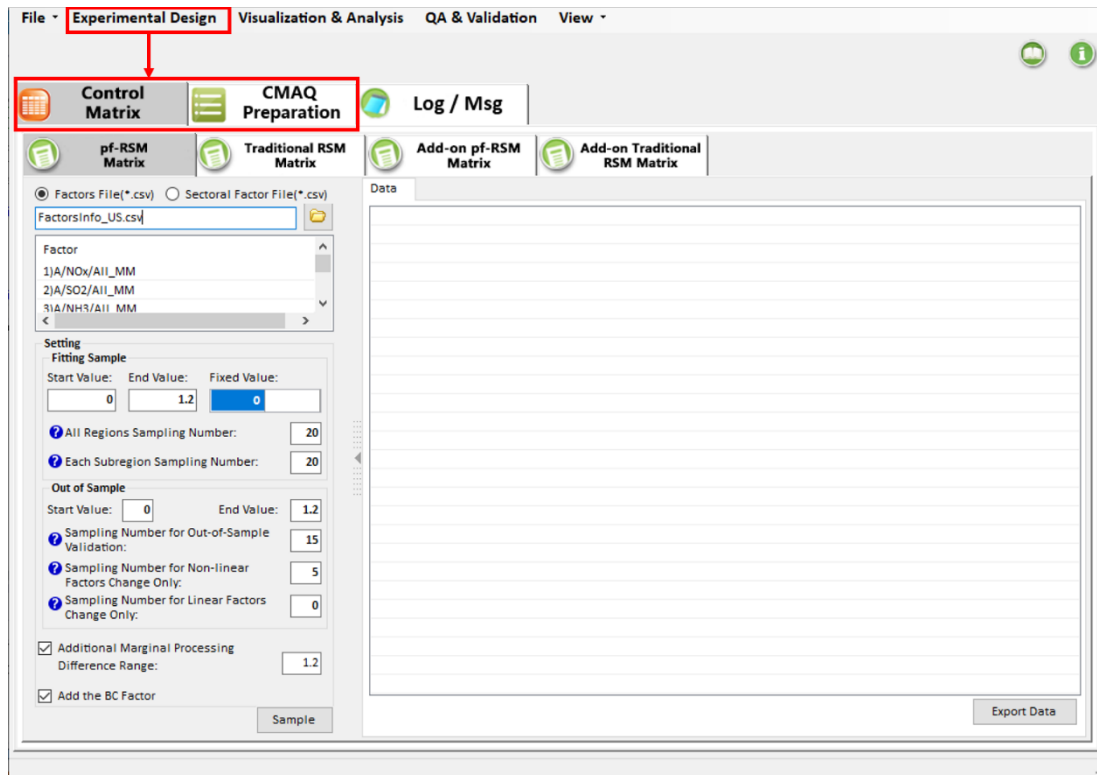 File Experimental Design Visualization & Analysis QA & Validation View
Control Matrix
CMAQ Preparation
Log / Msg
pf-RSM Matrix
Traditional RSM Matrix
Add-on pf-RSM Matrix
Add-on Traditional RSM Matrix
Factors File(*.csv) Sectoral Factor File(*.csv)
FactorsInfo_US.csv
Factor
1)A/NOx/All_MM
2)A/SO2/All_MM
3)A/NH3/All_MM
Setting
Fitting Sample
Start Value: End Value: Fixed Value:
0 1.2 0
All Regions Sampling Number: 20
Each Subregion Sampling Number: 20
Out of Sample
Start Value: 0 End Value: 1.2
Sampling Number for Out-of-Sample
Validation: 15
Sampling Number for Non-linear
Factors Change Only: 5
Sampling Number for Linear Factors
Change Only: 0
Additional Marginal Processing
Difference Range: 1.2
Add the BC Factor
Sample
Data
Export Data